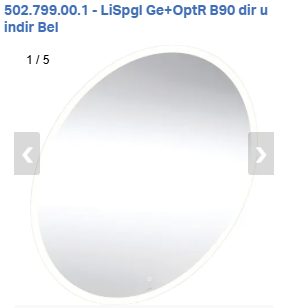 502.799.00.1 - LiSpgl Ge+OptR B90 dir u
indir Bel
1 / 5